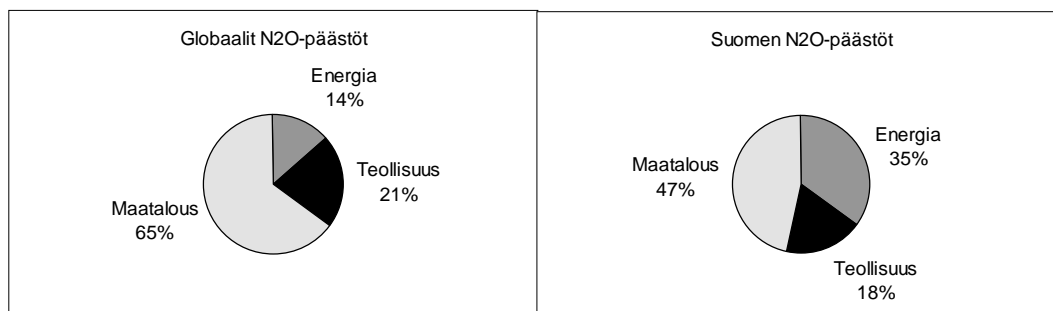 Globaalit N2O-päästöt
Energia
14%
Teollisuus
21%
Maatalous
65%
Suomen N2O-päästöt
Energia
35%
Maatalous
47%
Teollisuus
18%